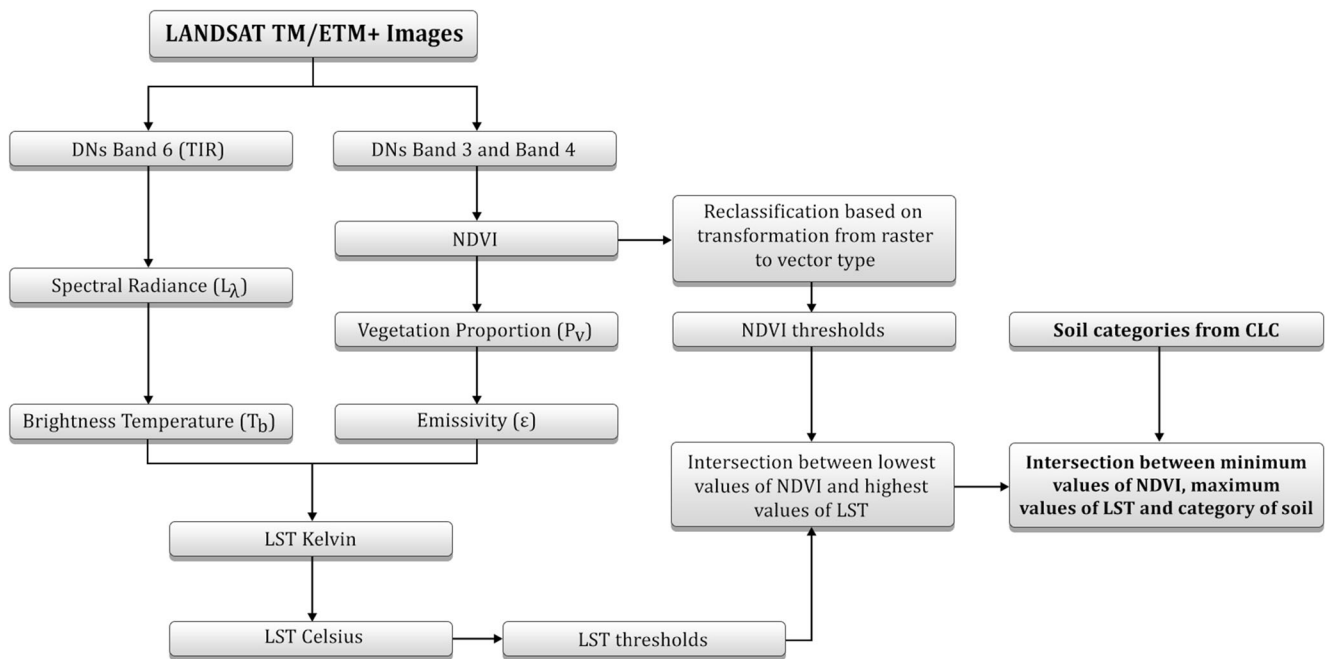 LANDSAT TM/ETM+ Images
DNs Band 6 (TIR)
DNs Band 3 and Band 4
NDVI
Reclassification based on
transformation from raster
to vector type
Spectral Radiance (Lλ)
Vegetation Proportion (Pv)
NDVI thresholds
Soil categories from CLC
Brightness Temperature (Tb)
Emissivity (ε)
Intersection between lowest
values of NDVI and highest
values of LST
Intersection between minimum
values of NDVI, maximum
values of LST and category of soil
LST Kelvin
LST Celsius
LST thresholds